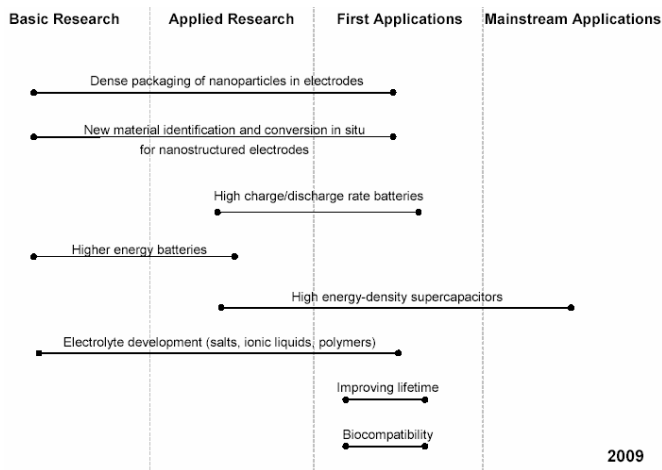 Basic Research Applied Research First Applications Mainstream Applications
Dense packaging of nanoparticles in electrodes
New material identification and conversion in situ
for nanostructured electrodes
High charge/discharge rate batteries
Higher energy batteries
High energy-density supercapacitors
Electrolyte development (salts, ionic liquids, polymers)
Improving lifetime
Biocompatibility
2009